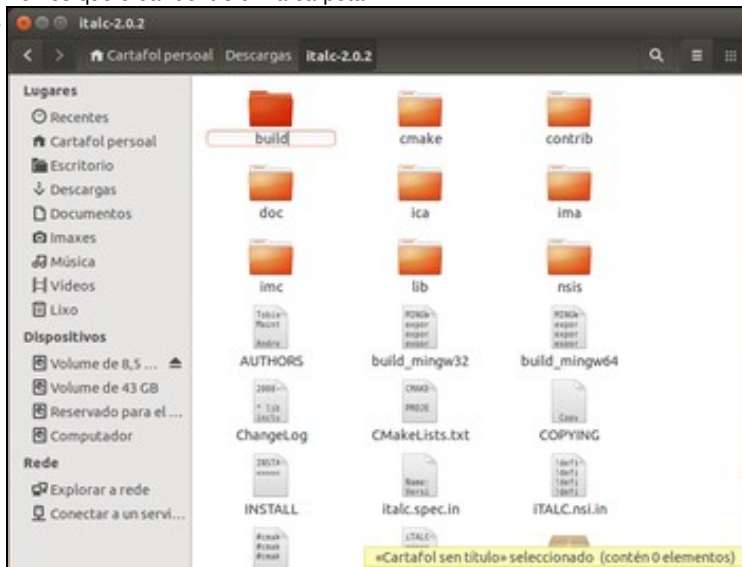 italc-2.0.2
Cartafol persoal Descargas italc-2.0.2
Lugares
Recentes
Cartafol persoal
Escritorio
Descargas
Documentos
Imaxes
Música
Vídeos
Lixo
Dispositivos
Volume de 8,5 ...
Volume de 43 GB
Reservado para el ...
Computador
Rede
Explorar a rede
Conectar a un servi...
build cmake contrib
doc ica ima
imc lib nsis
AUTHORS build_mingw32 build_mingw64
ChangeLog CMakeLists.txt COPYING
INSTALL italc.spec.in iTALC.nsi.in
«Cartafol sen título» seleccionado (contén 0 elementos)